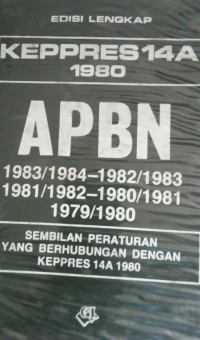 EDISI LENGKAP
KEPPRES 14A
1980
APBN
1983/1984–1982/1983
1981/1982–1980/1981
1979/1980
SEMBILAN PERATURAN
YANG BERHUBUNGAN DENGAN
KEPPRES 14A 1980